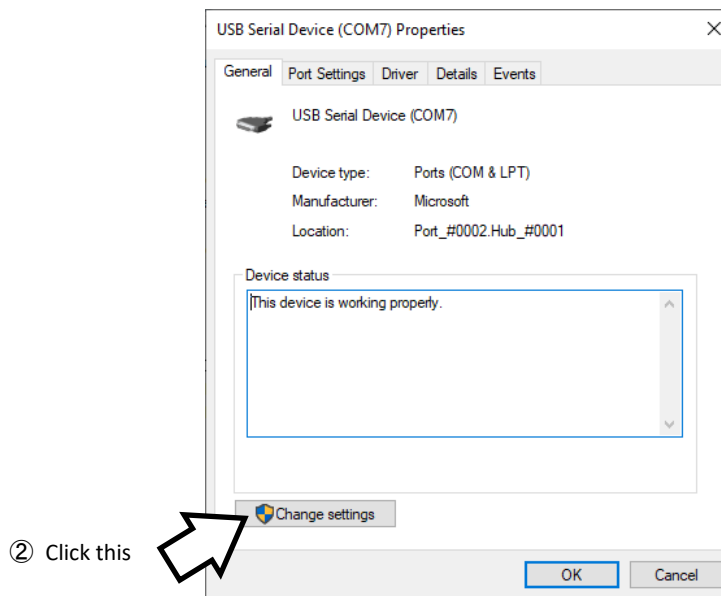 USB Serial Device (COM7) Properties
General Port Settings Driver Details Events
USB Serial Device (COM7)
Device type: Ports (COM & LPT)
Manufacturer: Microsoft
Location: Port_#0002.Hub_#0001
Device status
This device is working properly.
Change settings
② Click this
OK Cancel